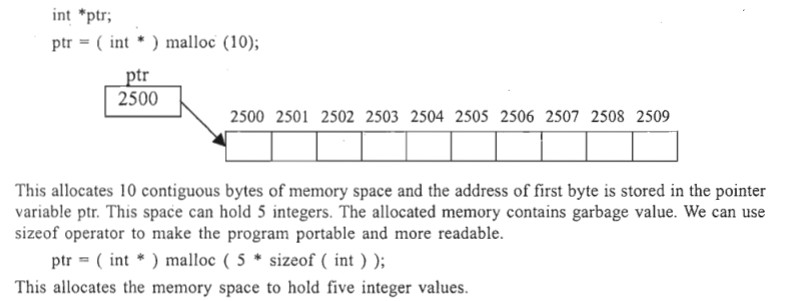 int *ptr;
ptr = ( int * ) malloc (10);
ptr
2500
2500 2501 2502 2503 2504 2505 2506 2507 2508 2509
This allocates 10 contiguous bytes of memory space and the address of first byte is stored in the pointer
variable ptr. This space can hold 5 integers. The allocated memory contains garbage value. We can use
sizeof operator to make the program portable and more readable.
ptr = ( int * ) malloc ( 5 * sizeof ( int ) );
This allocates the memory space to hold five integer values.